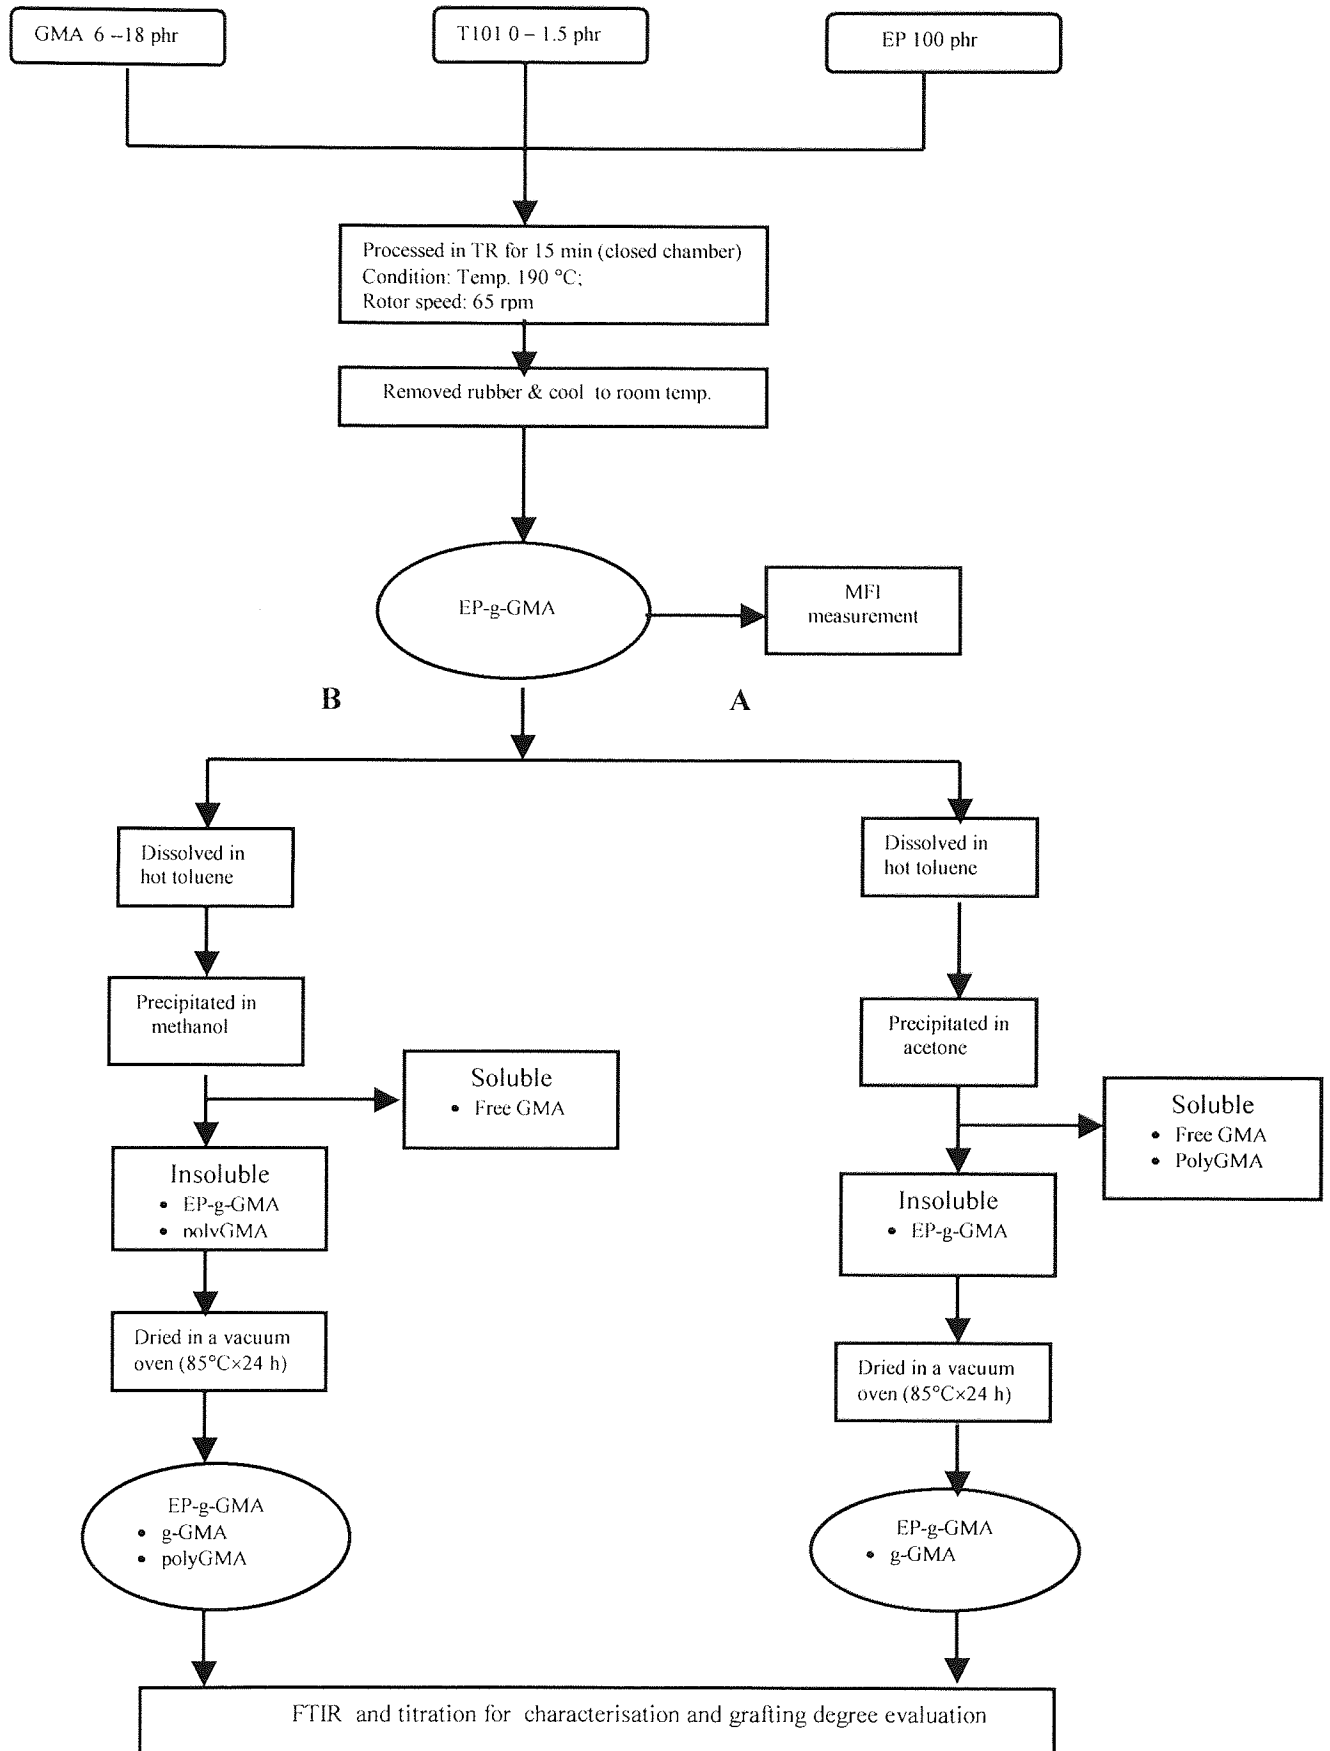 GMA 6 –18 phr
T101 0 – 1.5 phr
EP 100 phr
Processed in TR for 15 min (closed chamber)
Condition: Temp. 190 °C;
Rotor speed: 65 rpm
Removed rubber & cool to room temp.
EP-g-GMA
MFI
measurement
B
A
Dissolved in
hot toluene
Precipitated in
methanol
Soluble
• Free GMA
Insoluble
• EP-g-GMA
• polyGMA
Dried in a vacuum
oven (85°C×24 h)
EP-g-GMA
• g-GMA
• polyGMA
Dissolved in
hot toluene
Precipitated in
acetone
Soluble
• Free GMA
• PolyGMA
Insoluble
• EP-g-GMA
Dried in a vacuum
oven (85°C×24 h)
EP-g-GMA
• g-GMA
FTIR and titration for characterisation and grafting degree evaluation